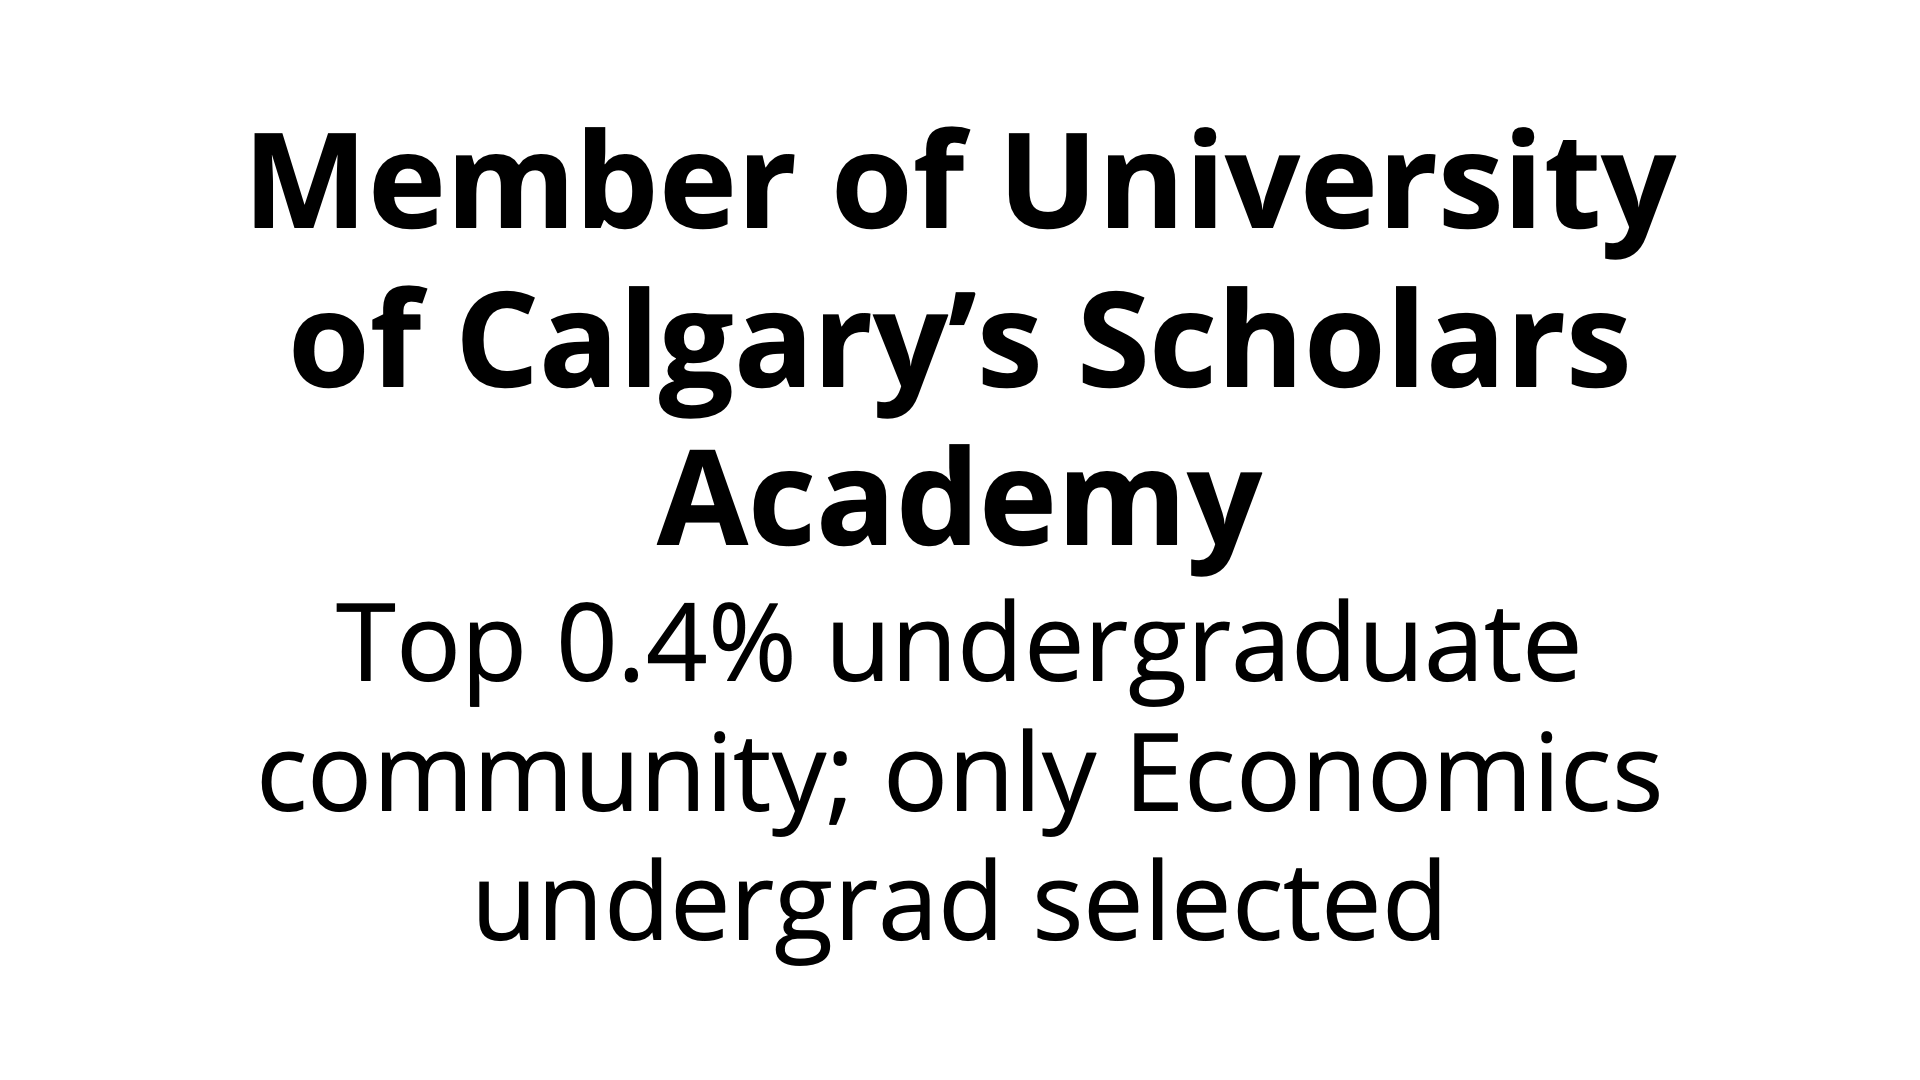 Member of University
of Calgary’s Scholars
Academy
Top 0.4% undergraduate
community; only Economics
undergrad selected